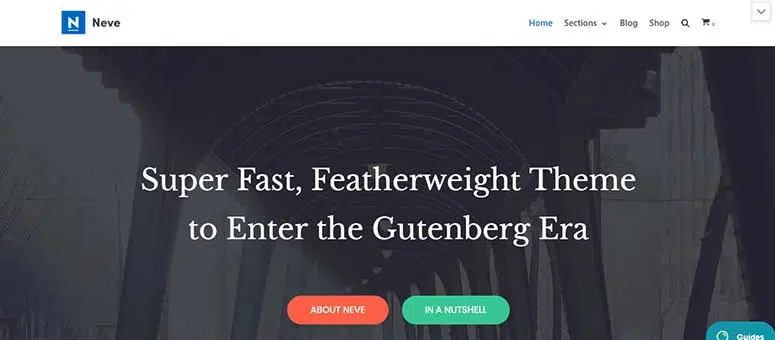 Neve
Home Sections Blog Shop 0
Super Fast, Featherweight Theme
to Enter the Gutenberg Era
ABOUT NEVE IN A NUTSHELL
Guides